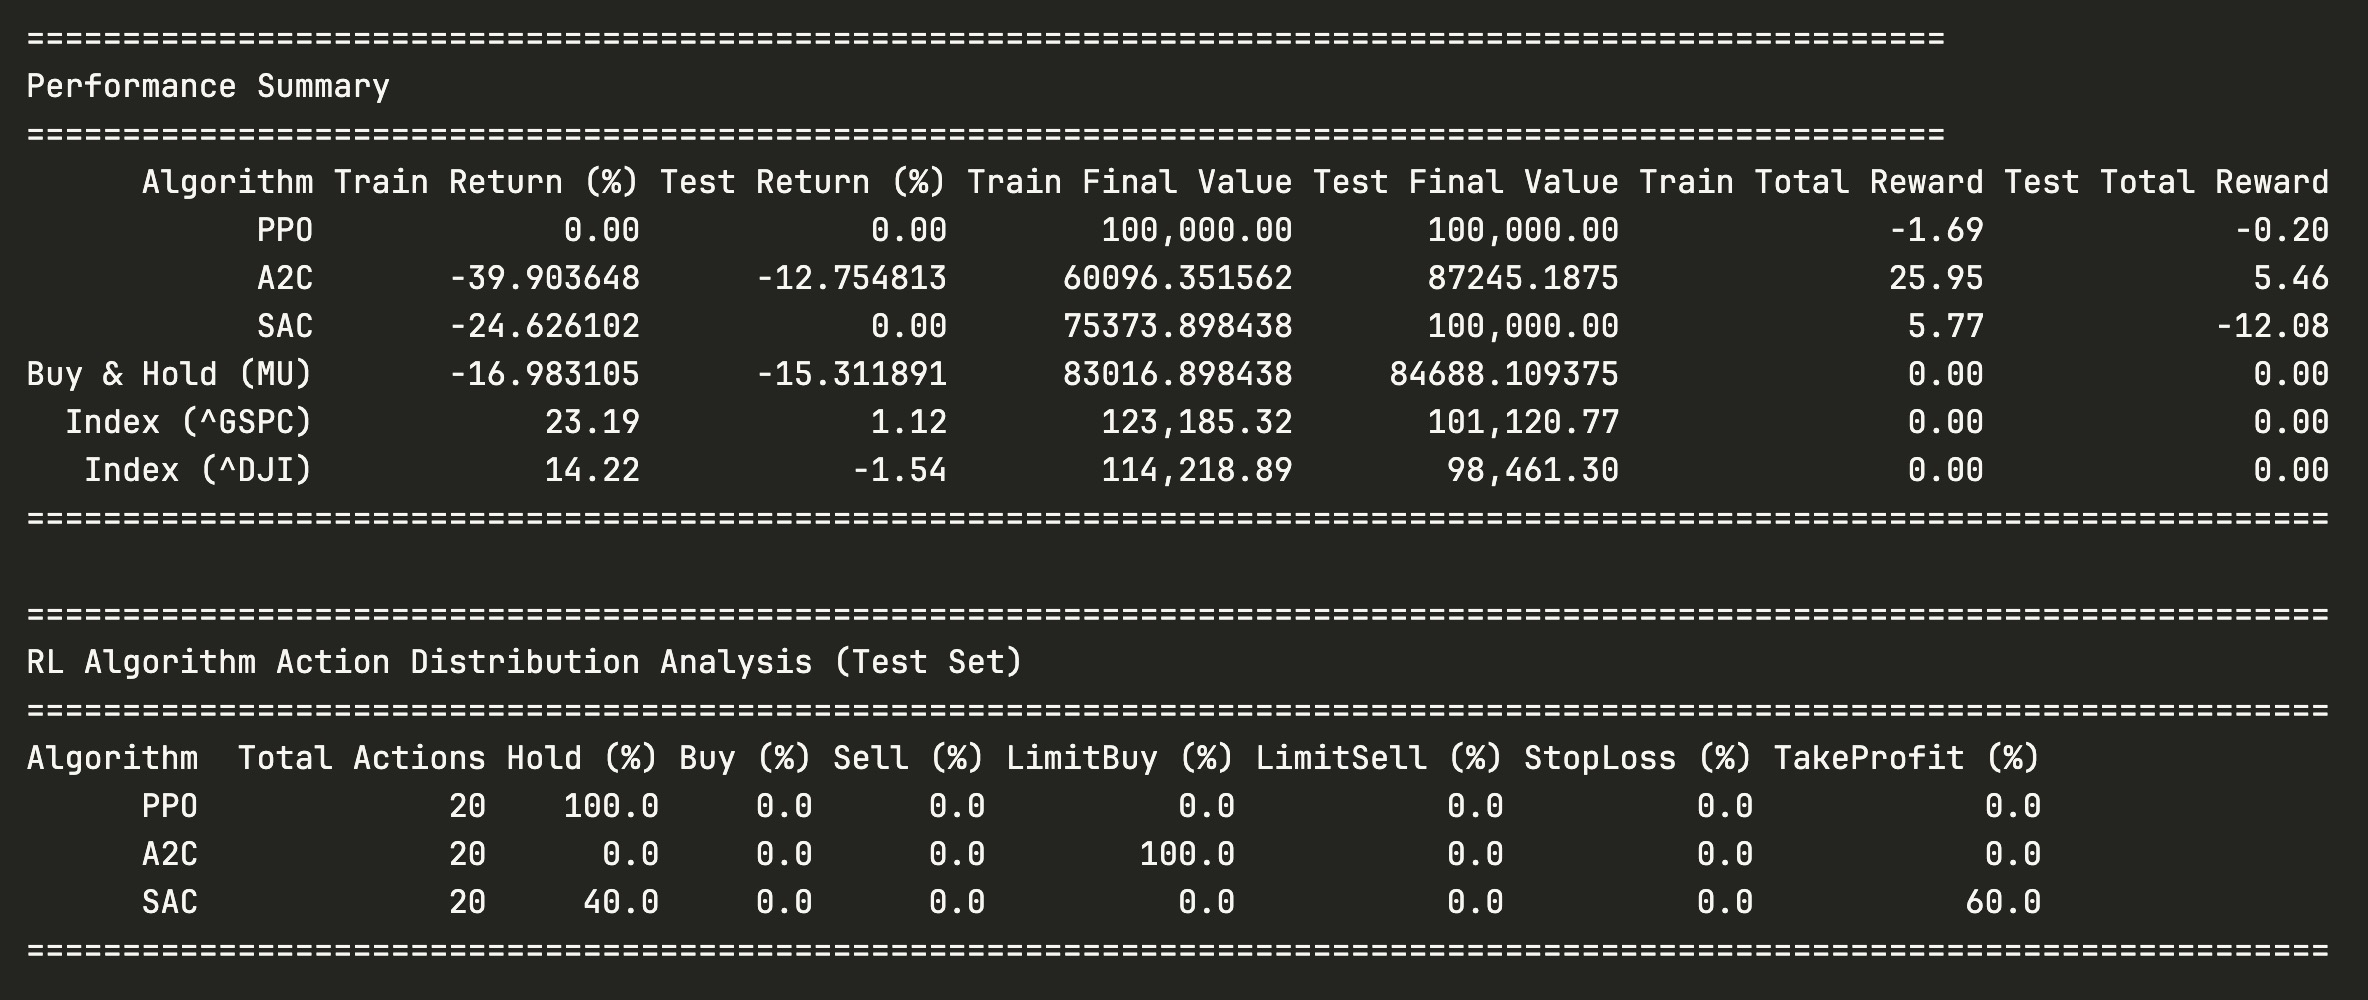 ====================================================================================================
Performance Summary
====================================================================================================
      Algorithm Train Return (%) Test Return (%) Train Final Value Test Final Value Train Total Reward Test Total Reward
            PPO             0.00            0.00        100,000.00       100,000.00              -1.69             -0.20
            A2C       -39.903648      -12.754813      60096.351562       87245.1875              25.95              5.46
            SAC       -24.626102            0.00      75373.898438       100,000.00               5.77            -12.08
Buy & Hold (MU)       -16.983105      -15.311891      83016.898438     84688.109375               0.00              0.00
  Index (^GSPC)            23.19            1.12        123,185.32       101,120.77               0.00              0.00
   Index (^DJI)            14.22           -1.54        114,218.89        98,461.30               0.00              0.00
========================================================================================================================
========================================================================================================================
RL Algorithm Action Distribution Analysis (Test Set)
========================================================================================================================
Algorithm  Total Actions Hold (%) Buy (%) Sell (%) LimitBuy (%) LimitSell (%) StopLoss (%) TakeProfit (%)
      PPO             20    100.0     0.0      0.0          0.0           0.0          0.0            0.0
      A2C             20      0.0     0.0      0.0        100.0           0.0          0.0            0.0
      SAC             20     40.0     0.0      0.0          0.0           0.0          0.0           60.0
========================================================================================================================